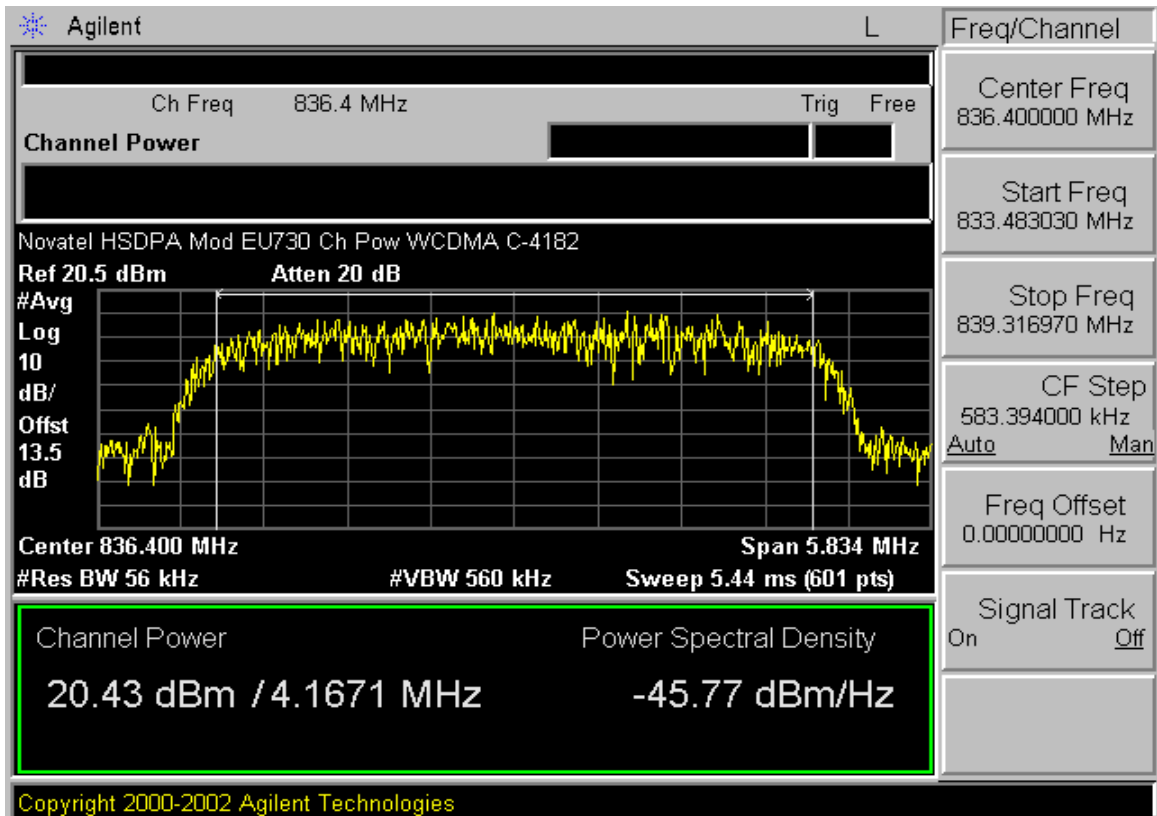 Agilent L
Ch Freq 836.4 MHz Trig Free
Channel Power
Novatel HSDPA Mod EU730 Ch Pow WCDMA C-4182
Ref 20.5 dBm Atten 20 dB
#Avg
Log
10
dB/
Offst
13.5
dB
Center 836.400 MHz Span 5.834 MHz
#Res BW 56 kHz #VBW 560 kHz Sweep 5.44 ms (601 pts)
Channel Power Power Spectral Density
20.43 dBm / 4.1671 MHz -45.77 dBm/Hz
Copyright 2000-2002 Agilent Technologies
Freq/Channel
Center Freq
836.400000 MHz
Start Freq
833.483030 MHz
Stop Freq
839.316970 MHz
CF Step
583.394000 kHz
Auto Man
Freq Offset
0.00000000 Hz
Signal Track
On Off